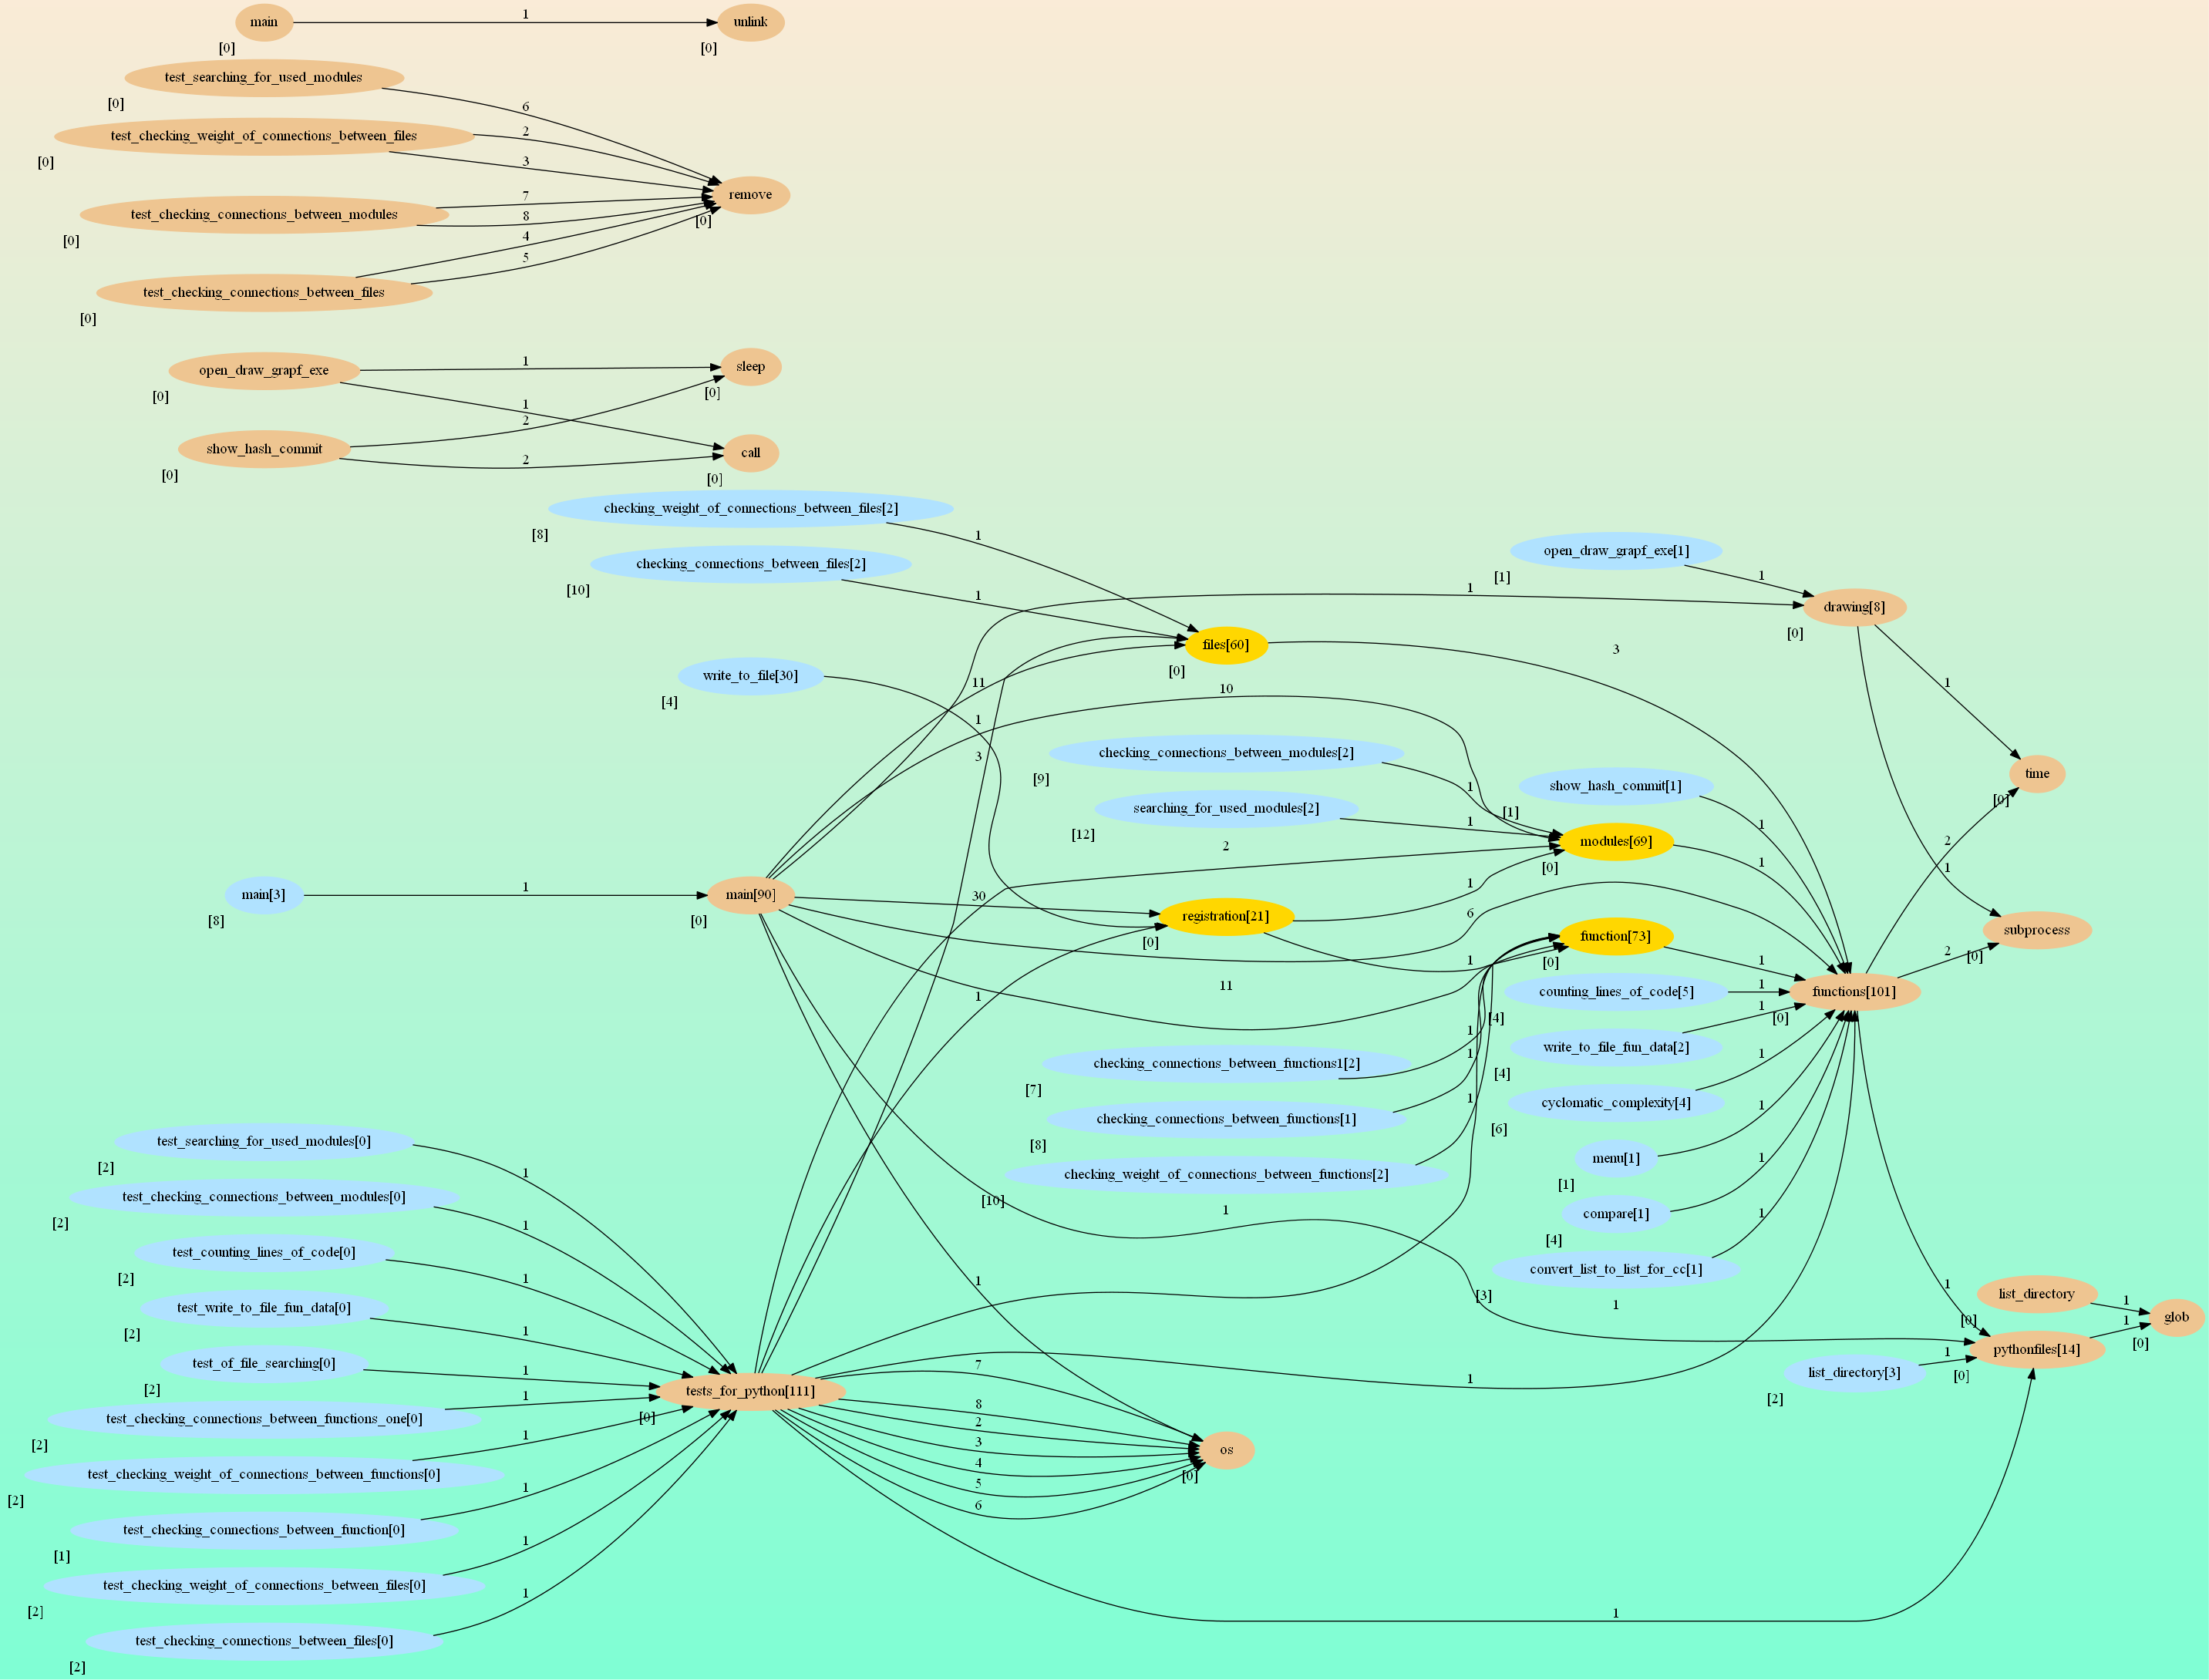 main
1
unlink
[0]
[0]
test_searching_for_used_modules
[0]
6
test_checking_weight_of_connections_between_files
[0]
2
3
remove
[0]
test_checking_connections_between_modules
[0]
7
8
test_checking_connections_between_files
[0]
4
5
open_draw_grapf_exe
[0]
1
sleep
[0]
1
2
show_hash_commit
[0]
2
call
[0]
checking_weight_of_connections_between_files[2]
[8]
1
checking_connections_between_files[2]
[10]
1
open_draw_grapf_exe[1]
[1]
1
1
drawing[8]
[0]
files[60]
[0]
3
write_to_file[30]
[4]
11
10
1
3
1
checking_connections_between_modules[2]
[9]
1
time
[0]
searching_for_used_modules[2]
[12]
1
show_hash_commit[1]
[1]
1
modules[69]
[0]
2
1
2
1
main[3]
[8]
1
main[90]
[0]
30
1
registration[21]
[0]
6
function[73]
[0]
1
1
subprocess
[0]
2
11
1
counting_lines_of_code[5]
[4]
1
functions[101]
[0]
write_to_file_fun_data[2]
[4]
1
checking_connections_between_functions1[2]
[7]
1
1
cyclomatic_complexity[4]
[6]
1
checking_connections_between_functions[1]
[8]
1
menu[1]
[1]
1
checking_weight_of_connections_between_functions[2]
[10]
compare[1]
[4]
1
1
convert_list_to_list_for_cc[1]
[3]
1
1
1
1
list_directory
[0]
1
glob
[0]
pythonfiles[14]
[0]
1
list_directory[3]
[2]
1
1
test_searching_for_used_modules[0]
[2]
1
test_checking_connections_between_modules[0]
[2]
1
test_counting_lines_of_code[0]
[2]
1
test_write_to_file_fun_data[0]
[2]
1
test_of_file_searching[0]
[2]
1
tests_for_python[111]
[0]
test_checking_connections_between_functions_one[0]
[2]
1
7
8
2
3
4
5
6
os
[0]
test_checking_weight_of_connections_between_functions[0]
[2]
1
test_checking_connections_between_function[0]
[1]
1
test_checking_weight_of_connections_between_files[0]
[2]
1
test_checking_connections_between_files[0]
[2]
1
1